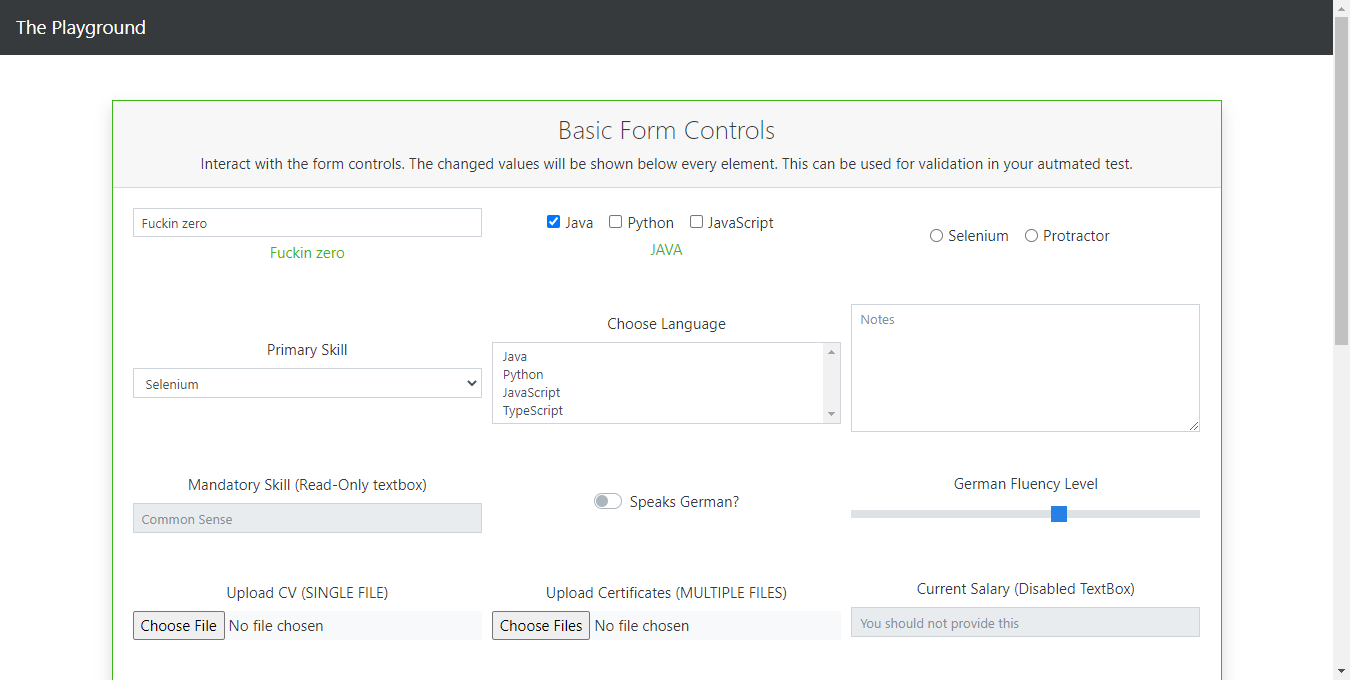 The Playground
Basic Form Controls
Interact with the form controls. The changed values will be shown below every element. This can be used for validation in your autmated test.
Fuckin zero
Fuckin zero
Java Python JavaScript
JAVA
Selenium Protractor
Primary Skill
Selenium
Choose Language
Java
Python
JavaScript
TypeScript
Notes
Mandatory Skill (Read-Only textbox)
Common Sense
Speaks German?
German Fluency Level
Upload CV (SINGLE FILE)
Choose File No file chosen
Upload Certificates (MULTIPLE FILES)
Choose Files No file chosen
Current Salary (Disabled TextBox)
You should not provide this